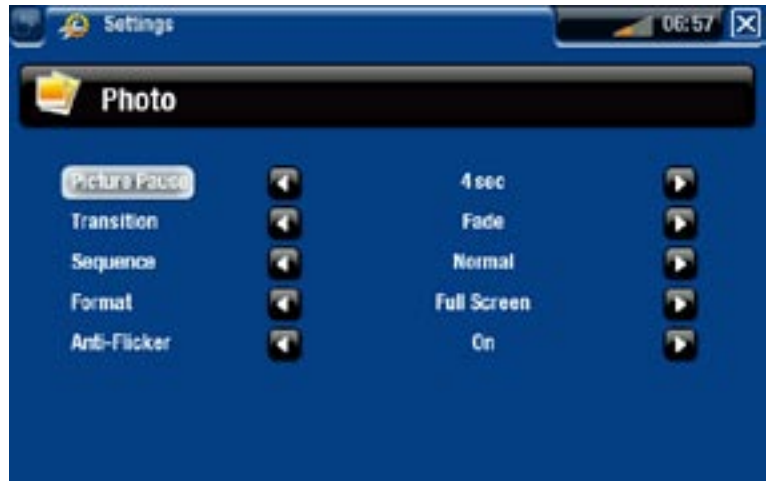 Settings 06:57
Photo
Picture Pause 4 sec
Transition Fade
Sequence Normal
Format Full Screen
Anti-Flicker On